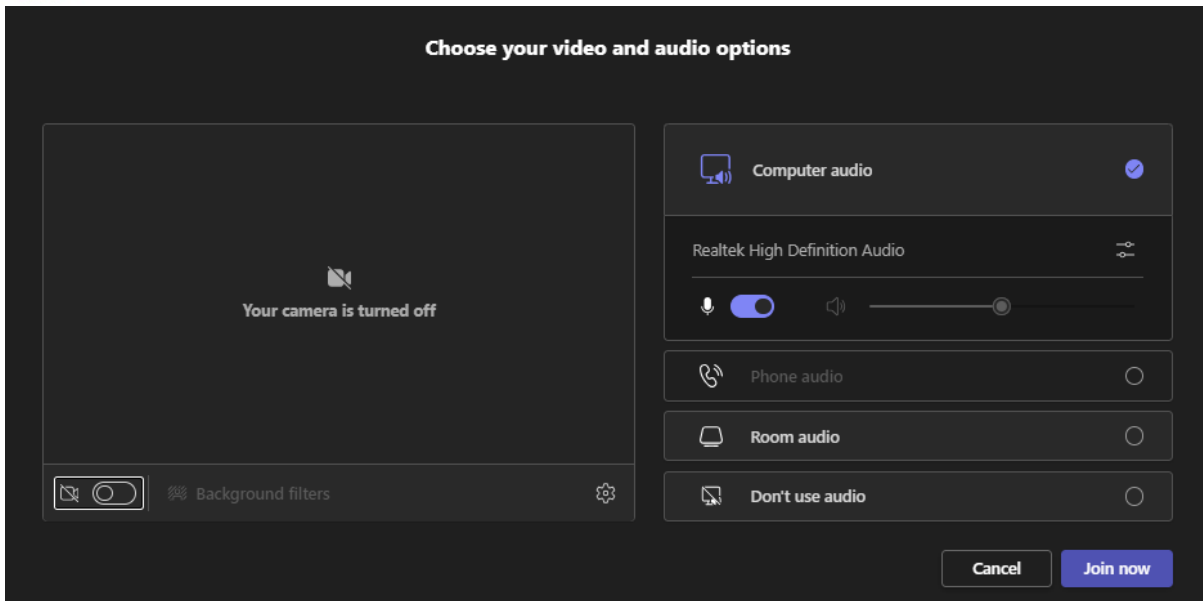 Choose your video and audio options
Your camera is turned off
Background filters
Computer audio
Realtek High Definition Audio
Phone audio
Room audio
Don't use audio
Cancel
Join now